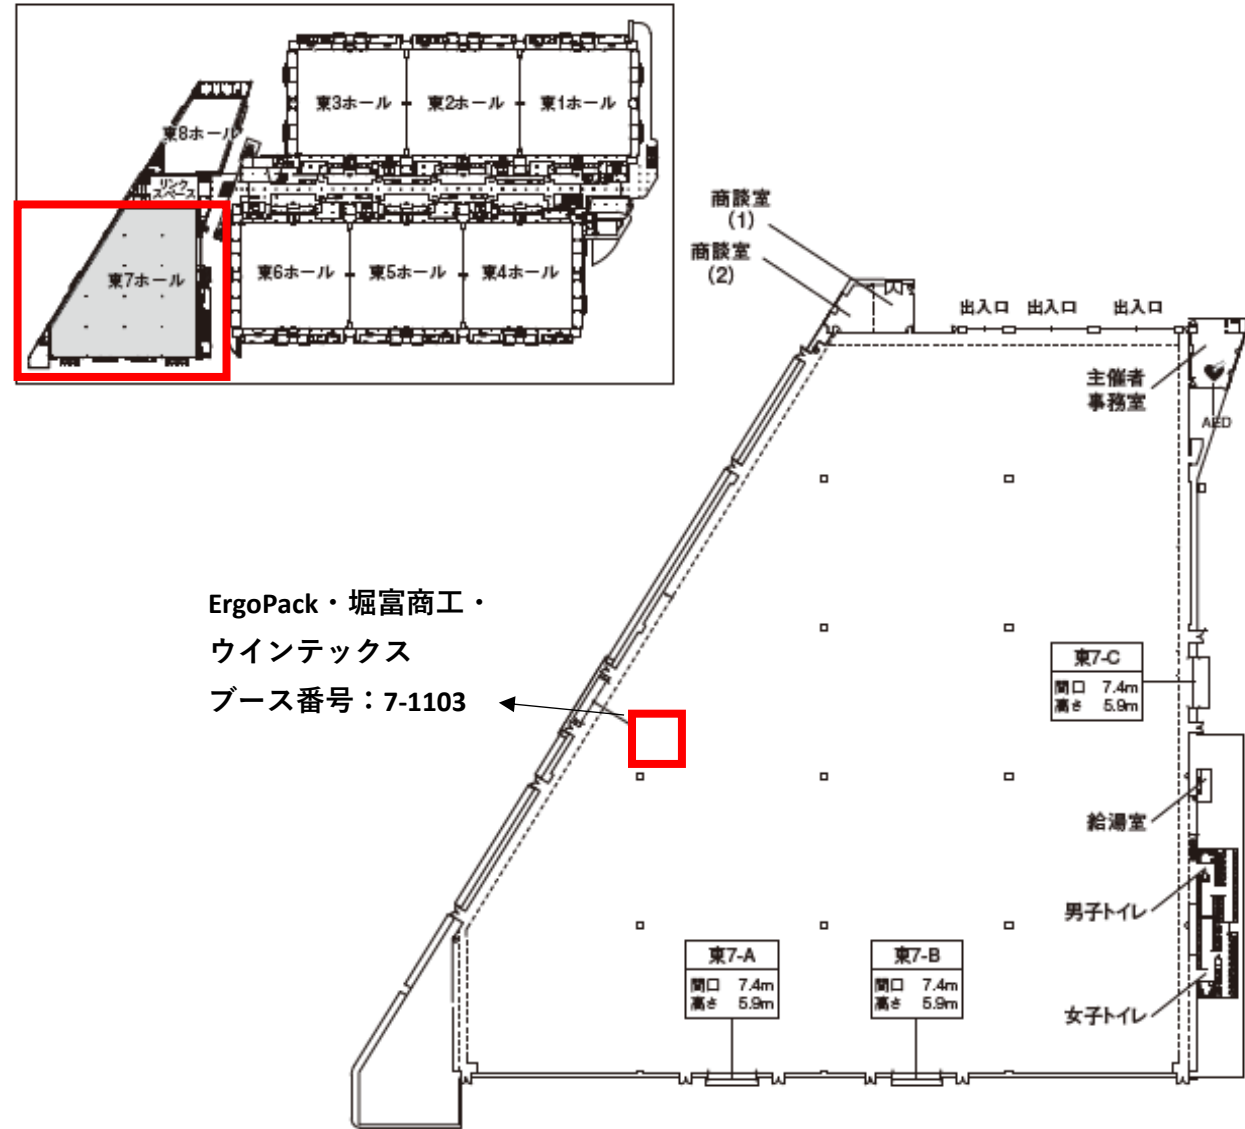 東3ホール
東2ホール
東1ホール
東8ホール
リンク
スペース
東7ホール
東6ホール
東5ホール
東4ホール
商談室
(1)
商談室
(2)
出入口
出入口
出入口
主催者
事務室
AED
ErgoPack・堀富商工・
ウインテックス
ブース番号：7-1103
東7-C
間口 7.4m
高さ 5.9m
給湯室
男子トイレ
女子トイレ
東7-A
間口 7.4m
高さ 5.9m
東7-B
間口 7.4m
高さ 5.9m